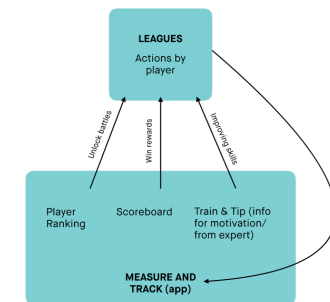 LEAGUES
Actions by
player
Unlock battles
Win rewards
Improving skills
Player
Ranking
Scoreboard
Train & Tip (info
for motivation/
from expert)
MEASURE AND
TRACK (app)